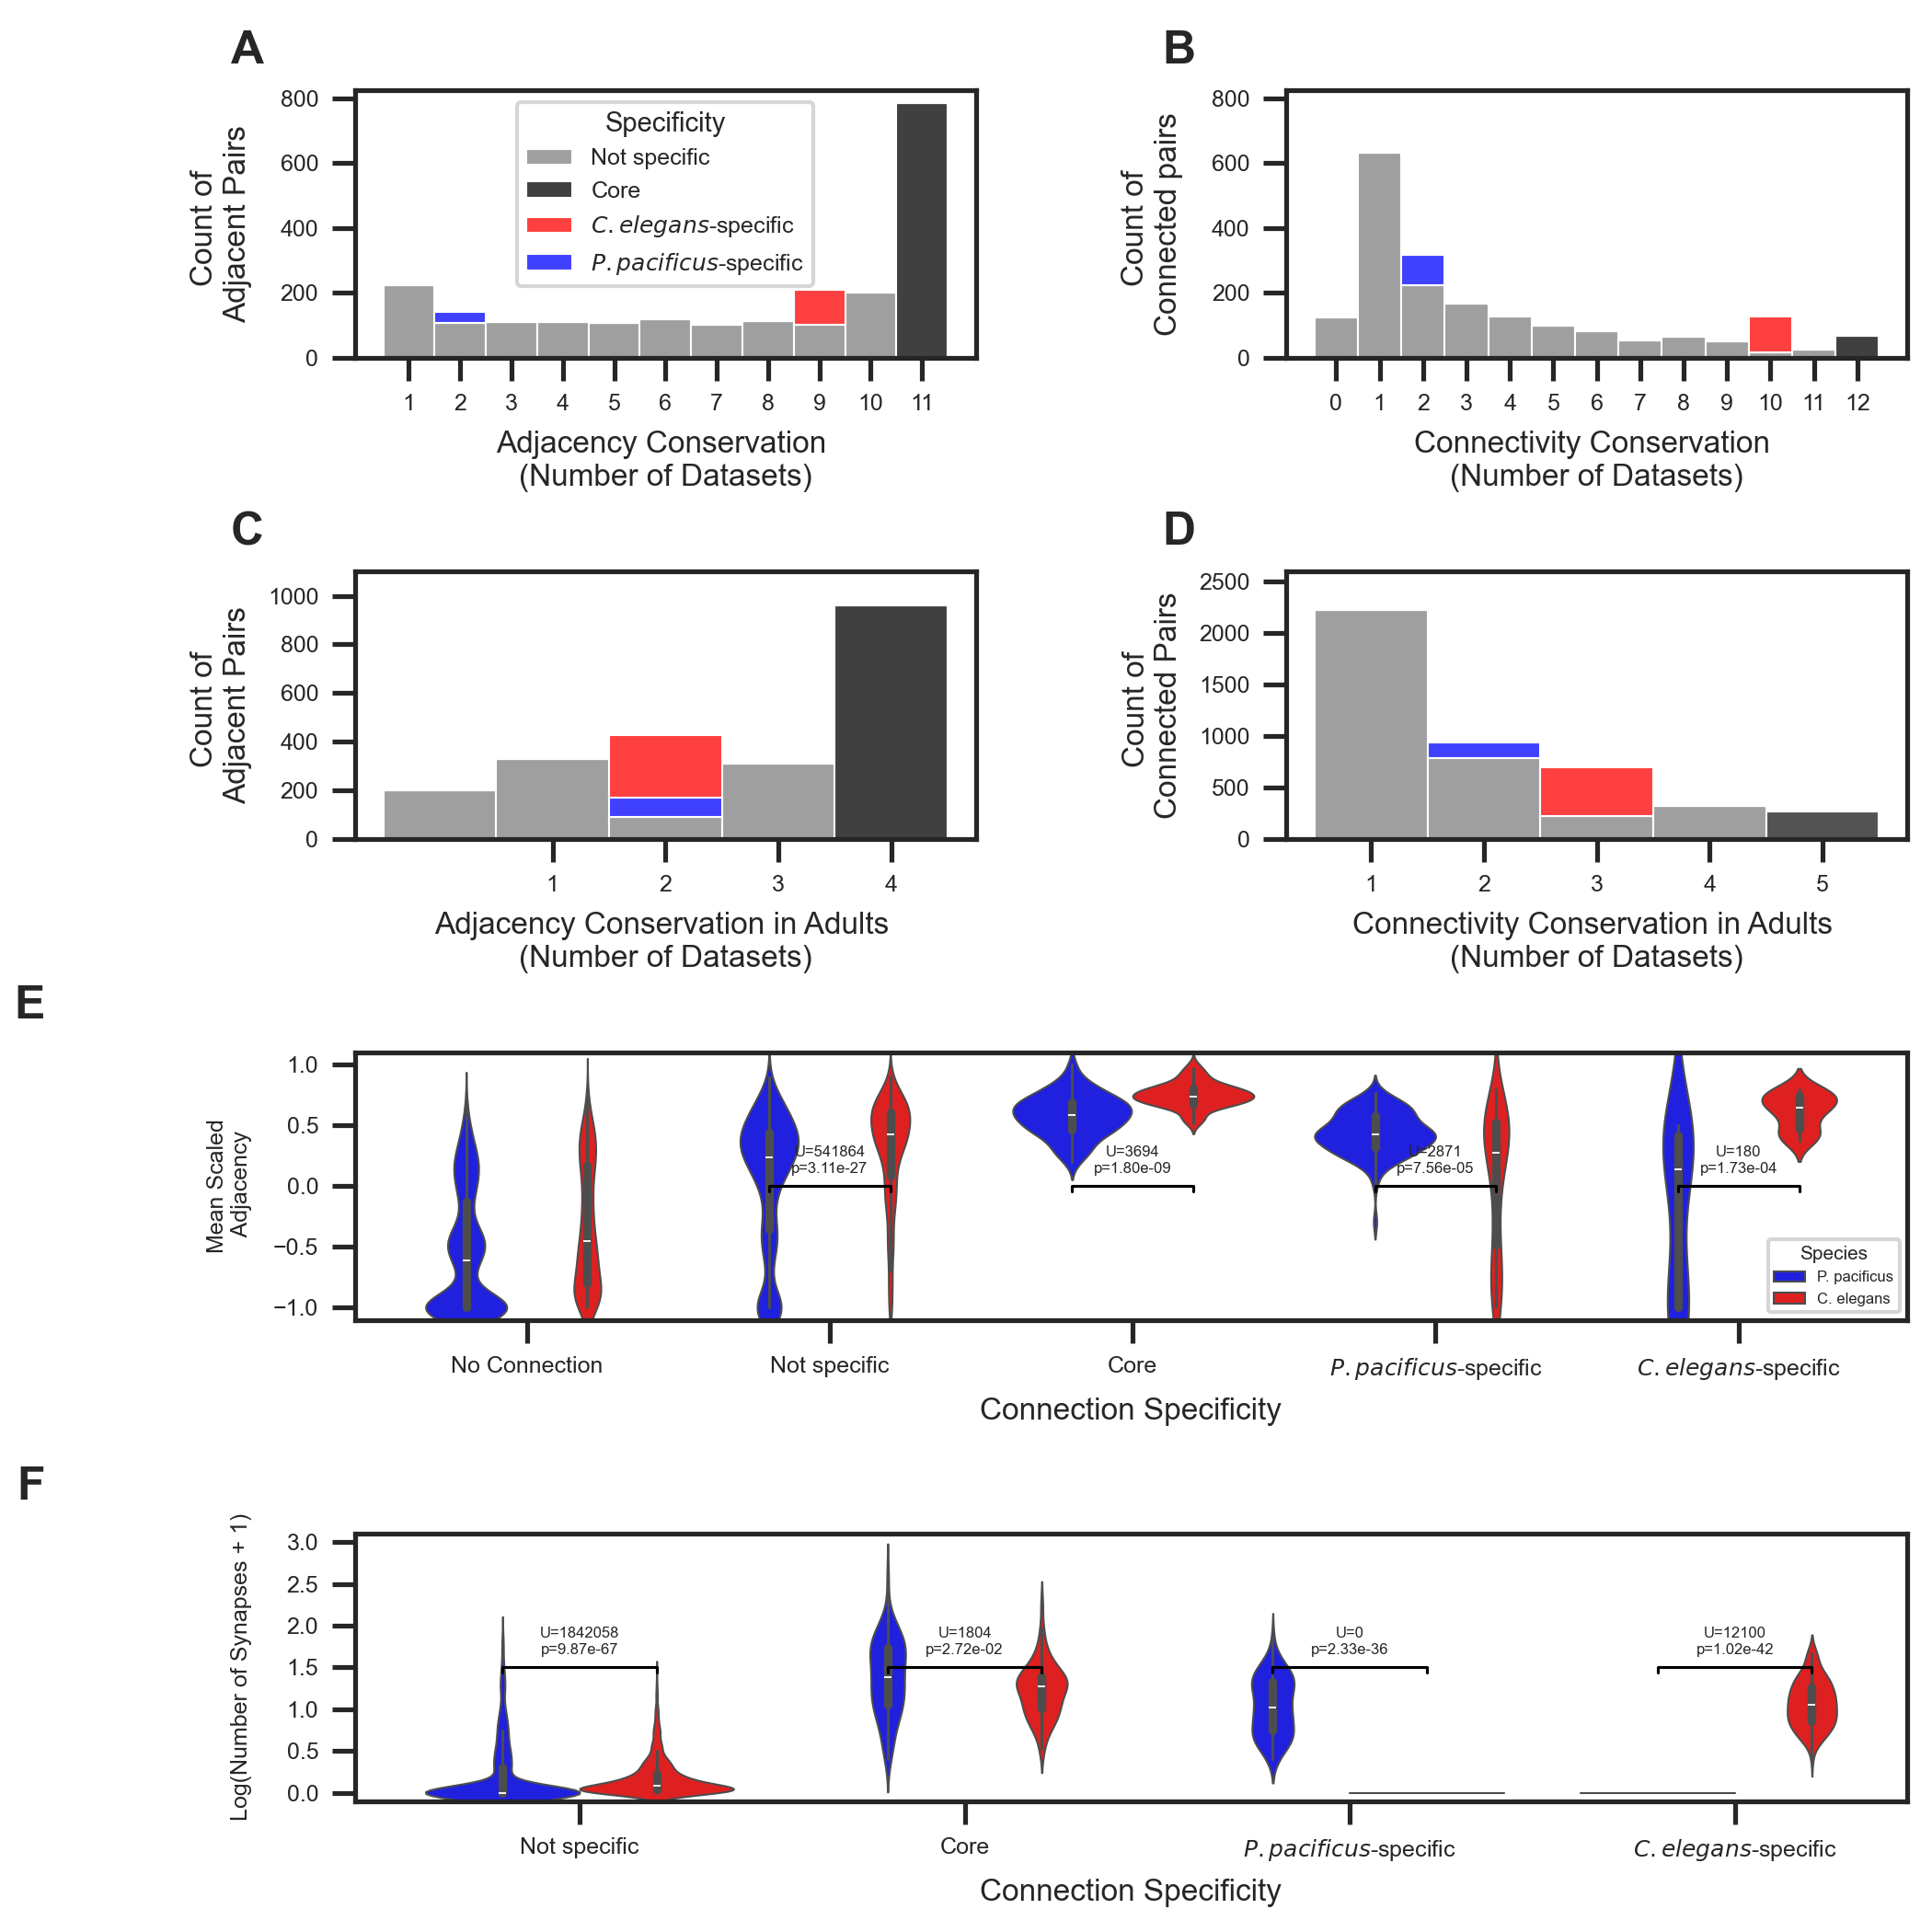 A
B
800
600
400
200
0
Count of
Adjacent Pairs
Specificity
Not specific
Core
C. elegans-specific
P. pacificus-specific
1 2 3 4 5 6 7 8 9 10 11
Adjacency Conservation
(Number of Datasets)
800
600
400
200
0
Count of
Connected pairs
0 1 2 3 4 5 6 7 8 9 10 11 12
Connectivity Conservation
(Number of Datasets)
C
D
1000
800
600
400
200
0
Count of
Adjacent Pairs
1 2 3 4
Adjacency Conservation in Adults
(Number of Datasets)
2500
2000
1500
1000
500
0
Count of
Connected Pairs
1 2 3 4 5
Connectivity Conservation in Adults
(Number of Datasets)
E
1.0
0.5
0.0
−0.5
−1.0
Mean Scaled
Adjacency
U=541864
p=3.11e-27
U=3694
p=1.80e-09
U=2871
p=7.56e-05
U=180
p=1.73e-04
Species
P. pacificus
C. elegans
No Connection
Not specific
Core
P. pacificus-specific
C. elegans-specific
Connection Specificity
F
3.0
2.5
2.0
1.5
1.0
0.5
0.0
Log(Number of Synapses + 1)
U=1842058
p=9.87e-67
U=1804
p=2.72e-02
U=0
p=2.33e-36
U=12100
p=1.02e-42
Not specific
Core
P. pacificus-specific
C. elegans-specific
Connection Specificity